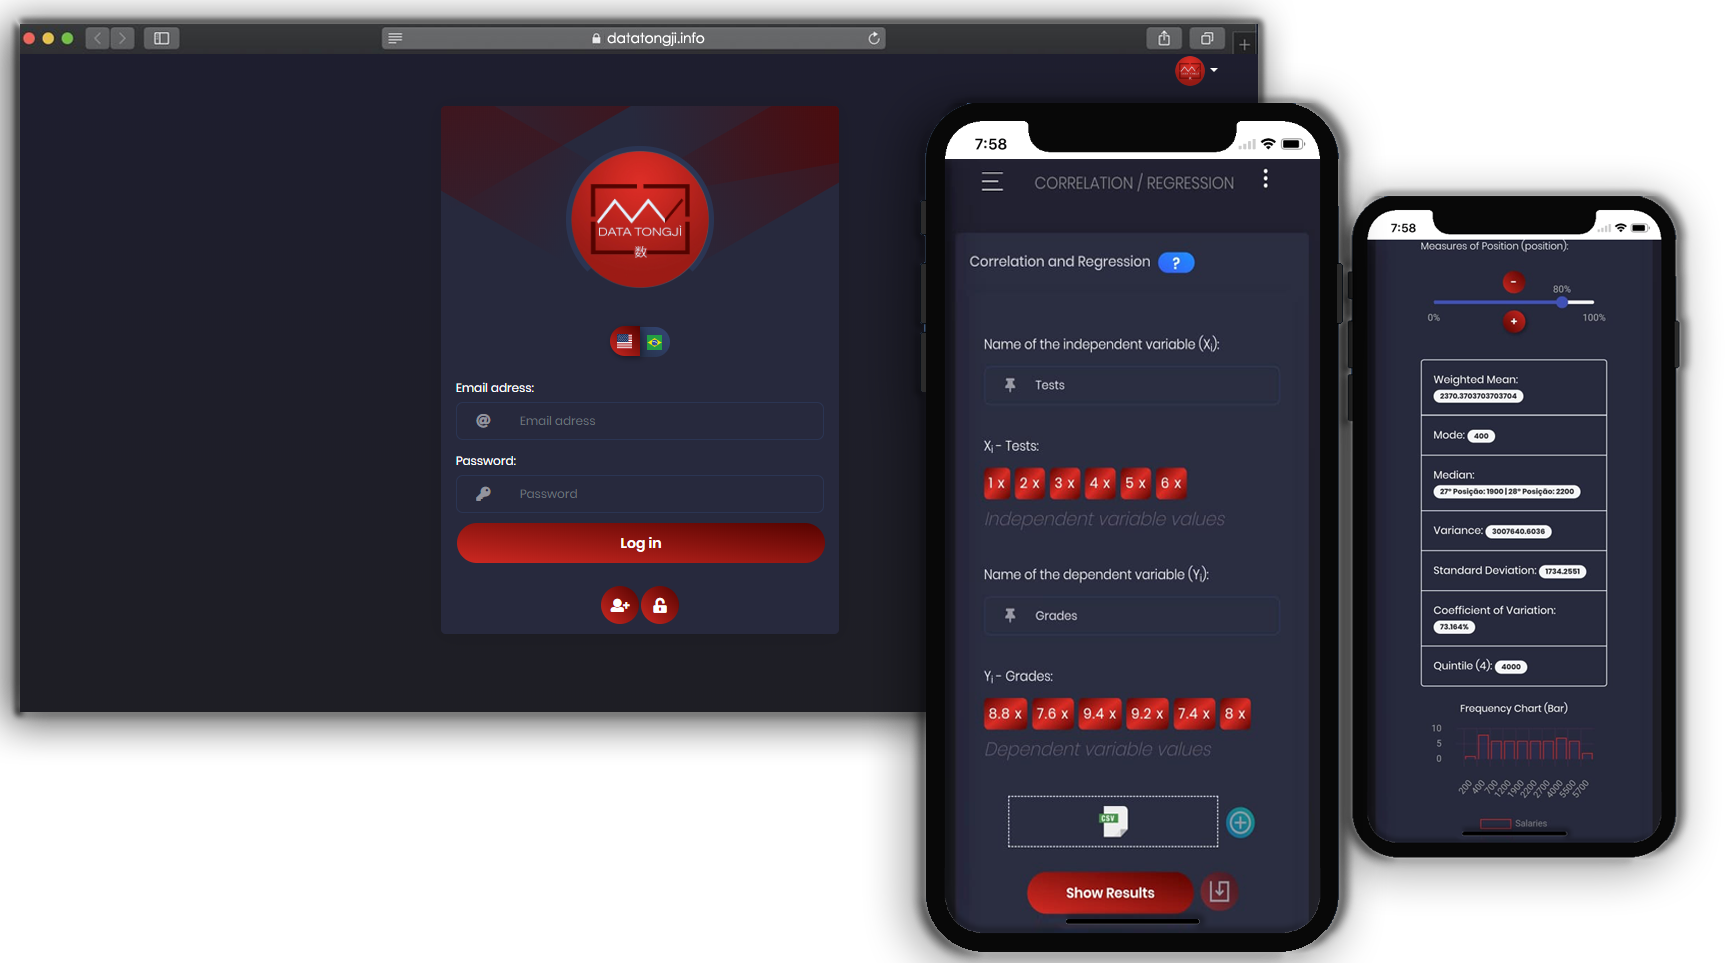 datatongji.info
DATA TONGJI
数
Email adress:
@ Email adress
Password:
Password
Log in
7:58
CORRELATION / REGRESSION
Correlation and Regression ?
Name of the independent variable (Xi):
Tests
Xi - Tests:
1 x 2 x 3 x 4 x 5 x 6 x
Independent variable values
Name of the dependent variable (Yi):
Grades
Yi - Grades:
8.8 x 7.6 x 9.4 x 9.2 x 7.4 x 8 x
Dependent variable values
CSV
Show Results
7:58
Measures of Position (position):
-
80%
0% + 100%
Weighted Mean:
2370.3703703703704
Mode: 400
Median:
27ª Posição: 1900 | 28ª Posição: 2200
Variance: 3007640.6036
Standard Deviation: 1734.2551
Coefficient of Variation:
73.164%
Quintile (4): 4000
Frequency Chart (Bar)
10
5
0
200 400 700 1200 1900 2200 2700 4000 5500 5700
Salaries